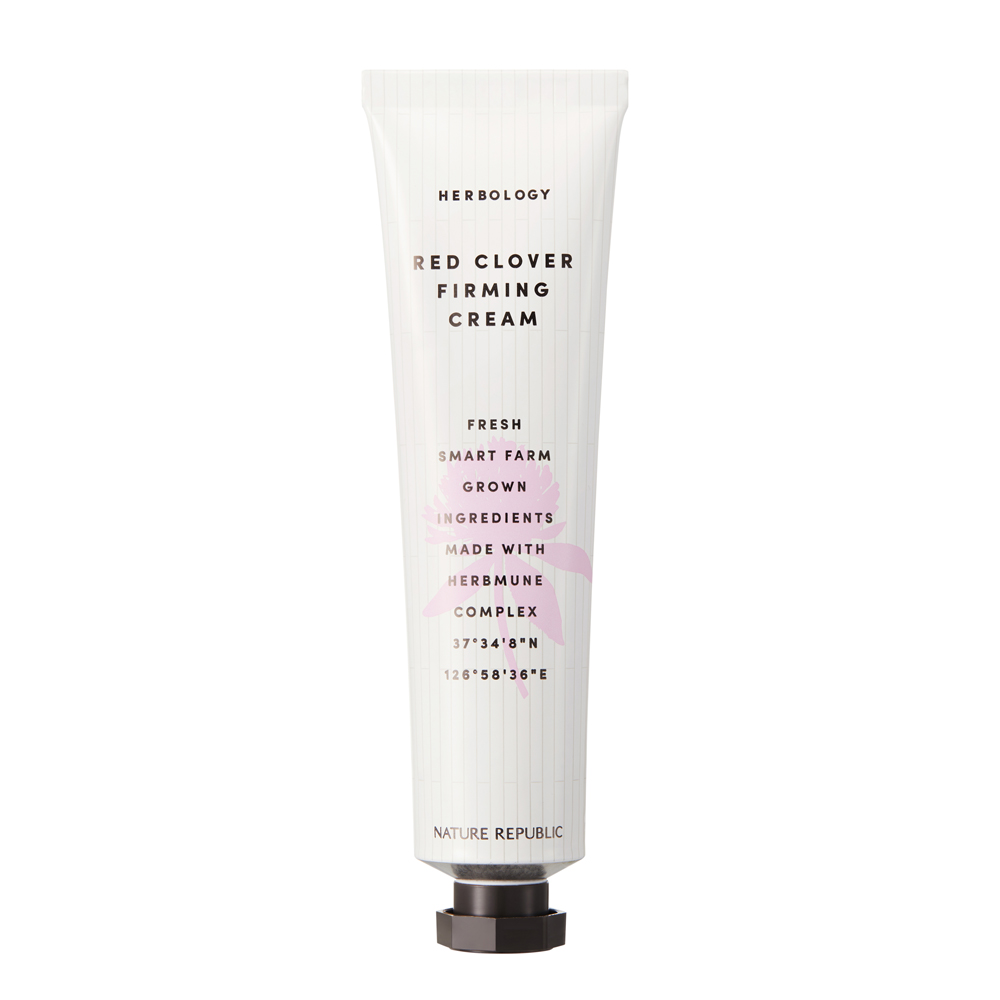 HERBOLOGY
RED CLOVER
FIRMING
CREAM
FRESH
SMART FARM
GROWN
INGREDIENTS
MADE WITH
HERBMUNE
COMPLEX
37°34'8"N
126°58'36"E
NATURE REPUBLIC